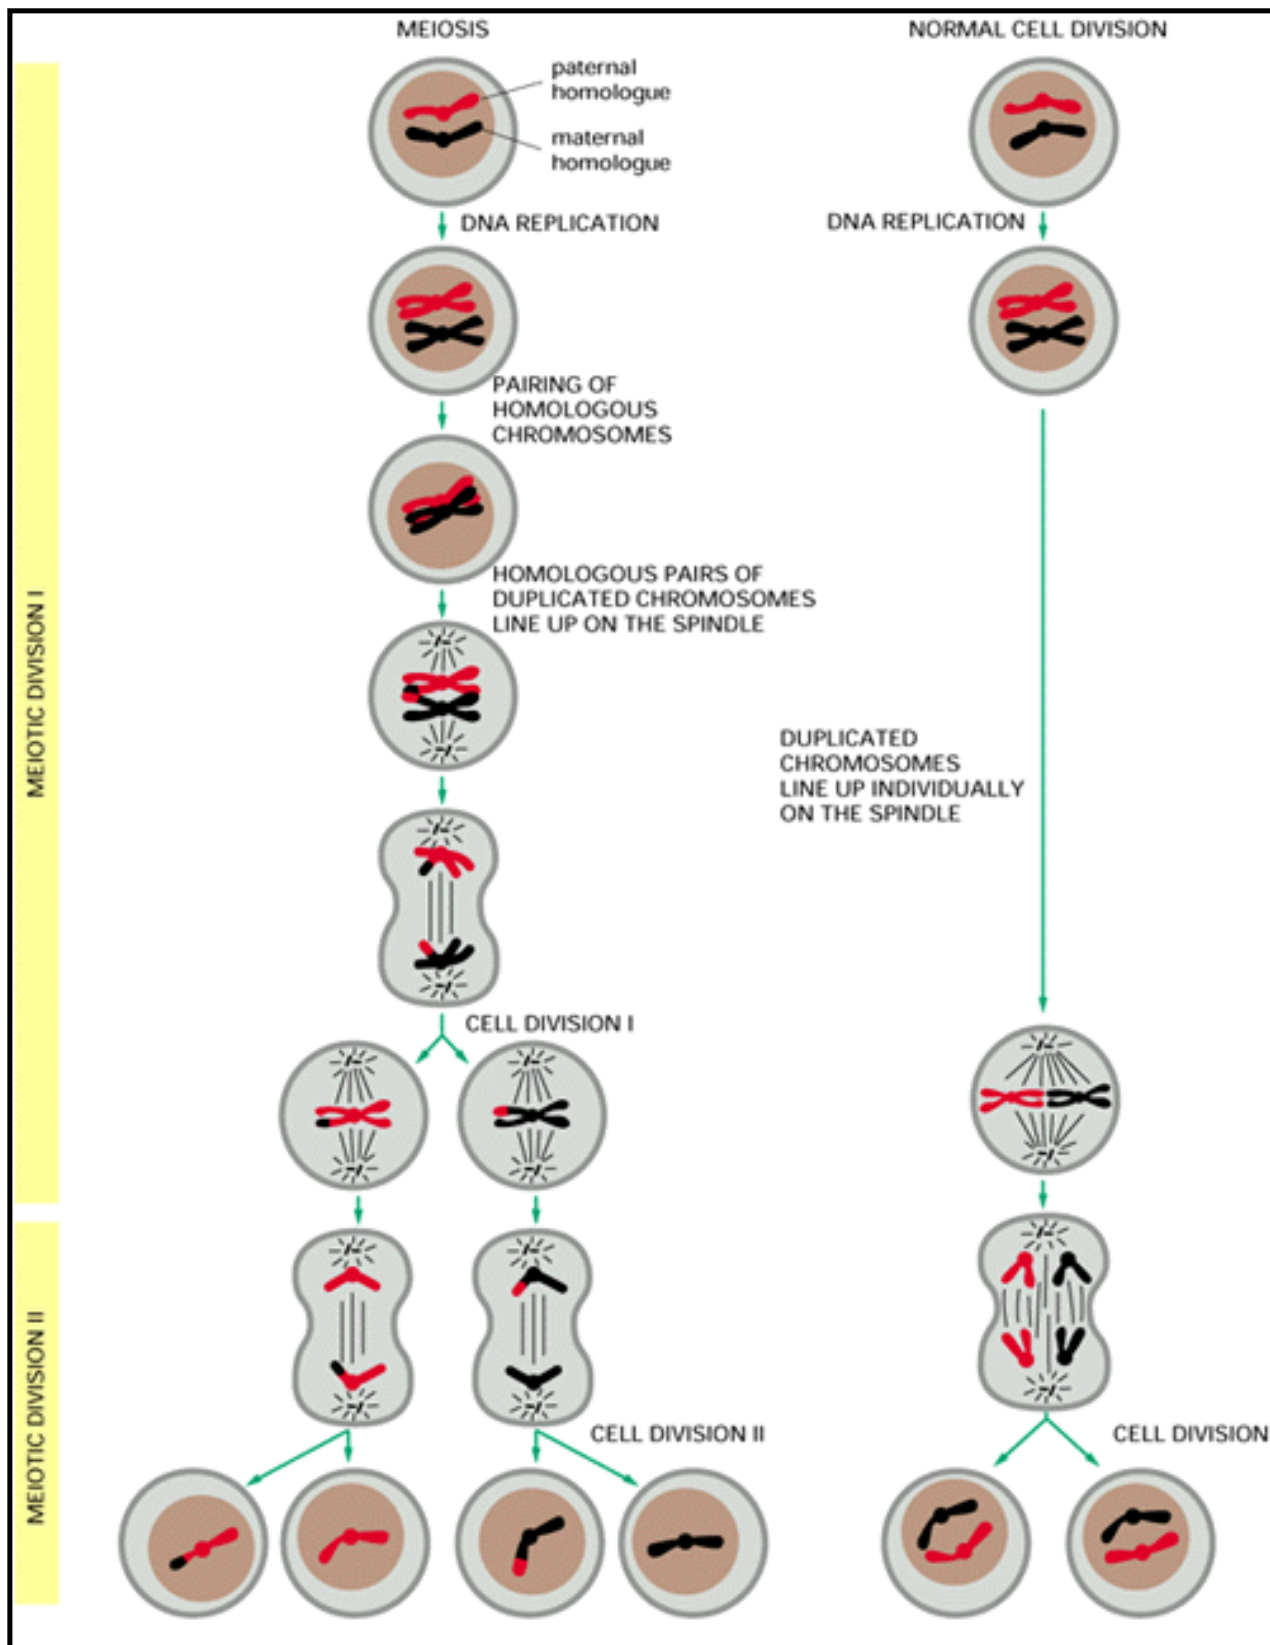 MEIOSIS
NORMAL CELL DIVISION
paternal
homologue
maternal
homologue
DNA REPLICATION
DNA REPLICATION
PAIRING OF
HOMOLOGOUS
CHROMOSOMES
HOMOLOGOUS PAIRS OF
DUPLICATED CHROMOSOMES
LINE UP ON THE SPINDLE
MEIOTIC DIVISION I
DUPLICATED
CHROMOSOMES
LINE UP INDIVIDUALLY
ON THE SPINDLE
CELL DIVISION I
MEIOTIC DIVISION II
CELL DIVISION II
CELL DIVISION